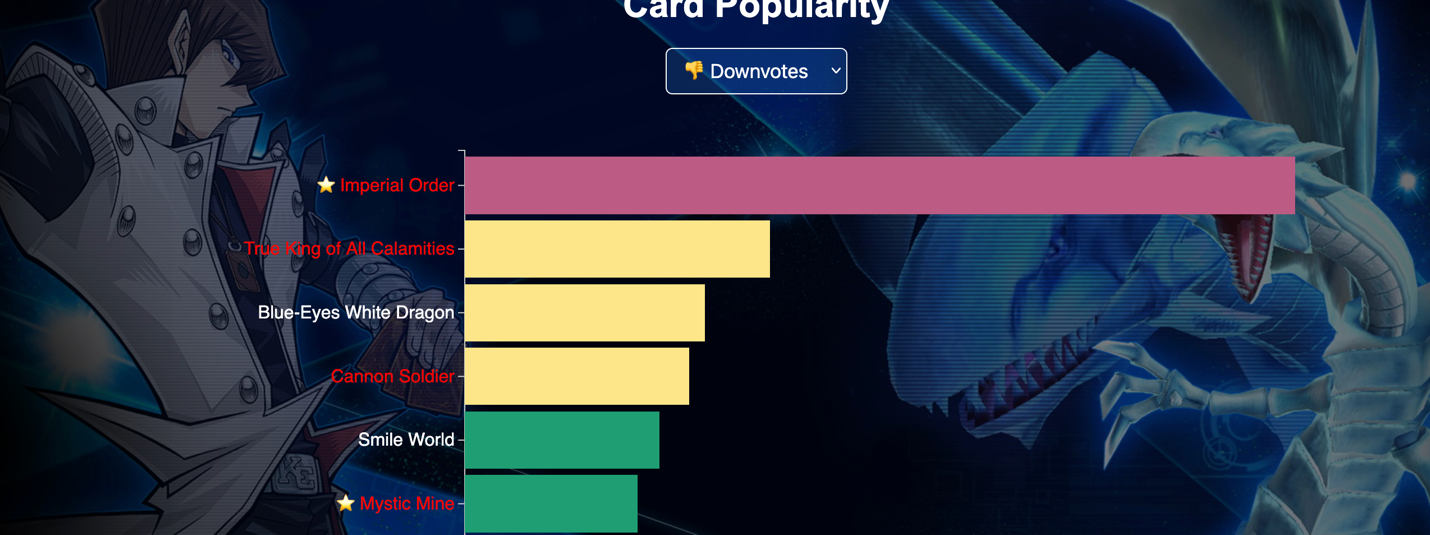 Card Popularity
👎 Downvotes
⭐ Imperial Order
True King of All Calamities
Blue-Eyes White Dragon
Cannon Soldier
Smile World
⭐ Mystic Mine
KC